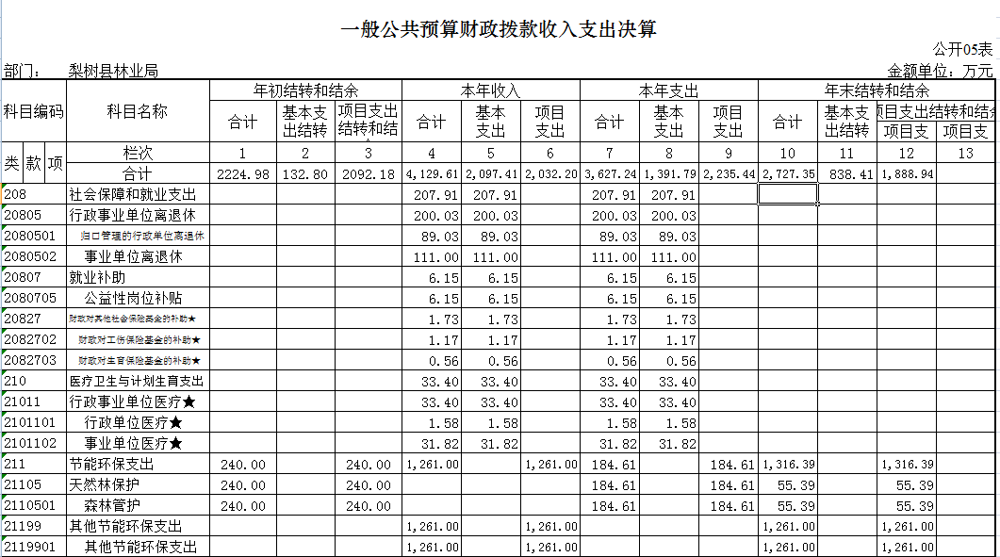 一般公共预算财政拨款收入支出决算
公开05表
部门： 梨树县林业局 金额单位：万元
科目编码 科目名称 年初结转和结余 本年收入 本年支出 年末结转和结余
合计 基本支出结转 项目支出结转和结 合计 基本支出 项目支出 合计 基本支出 项目支出 合计 基本支出结转 项目支出结转和结余
项目支 项目支
类 款 项 栏次 1 2 3 4 5 6 7 8 9 10 11 12 13
合计 2224.98 132.80 2092.18 4,129.61 2,097.41 2,032.20 3,627.24 1,391.79 2,235.44 2,727.35 838.41 1,888.94
208 社会保障和就业支出 207.91 207.91 207.91 207.91
20805 行政事业单位离退休 200.03 200.03 200.03 200.03
2080501 归口管理的行政单位离退休 89.03 89.03 89.03 89.03
2080502 事业单位离退休 111.00 111.00 111.00 111.00
20807 就业补助 6.15 6.15 6.15 6.15
2080705 公益性岗位补贴 6.15 6.15 6.15 6.15
20827 财政对其他社会保险基金的补助★ 1.73 1.73 1.73 1.73
2082702 财政对工伤保险基金的补助★ 1.17 1.17 1.17 1.17
2082703 财政对生育保险基金的补助★ 0.56 0.56 0.56 0.56
210 医疗卫生与计划生育支出 33.40 33.40 33.40 33.40
21011 行政事业单位医疗★ 33.40 33.40 33.40 33.40
2101101 行政单位医疗★ 1.58 1.58 1.58 1.58
2101102 事业单位医疗★ 31.82 31.82 31.82 31.82
211 节能环保支出 240.00 240.00 1,261.00 1,261.00 184.61 184.61 1,316.39 1,316.39
21105 天然林保护 240.00 240.00 184.61 184.61 55.39 55.39
2110501 森林管护 240.00 240.00 184.61 184.61 55.39 55.39
21199 其他节能环保支出 1,261.00 1,261.00 1,261.00 1,261.00
2119901 其他节能环保支出 1,261.00 1,261.00 1,261.00 1,261.00